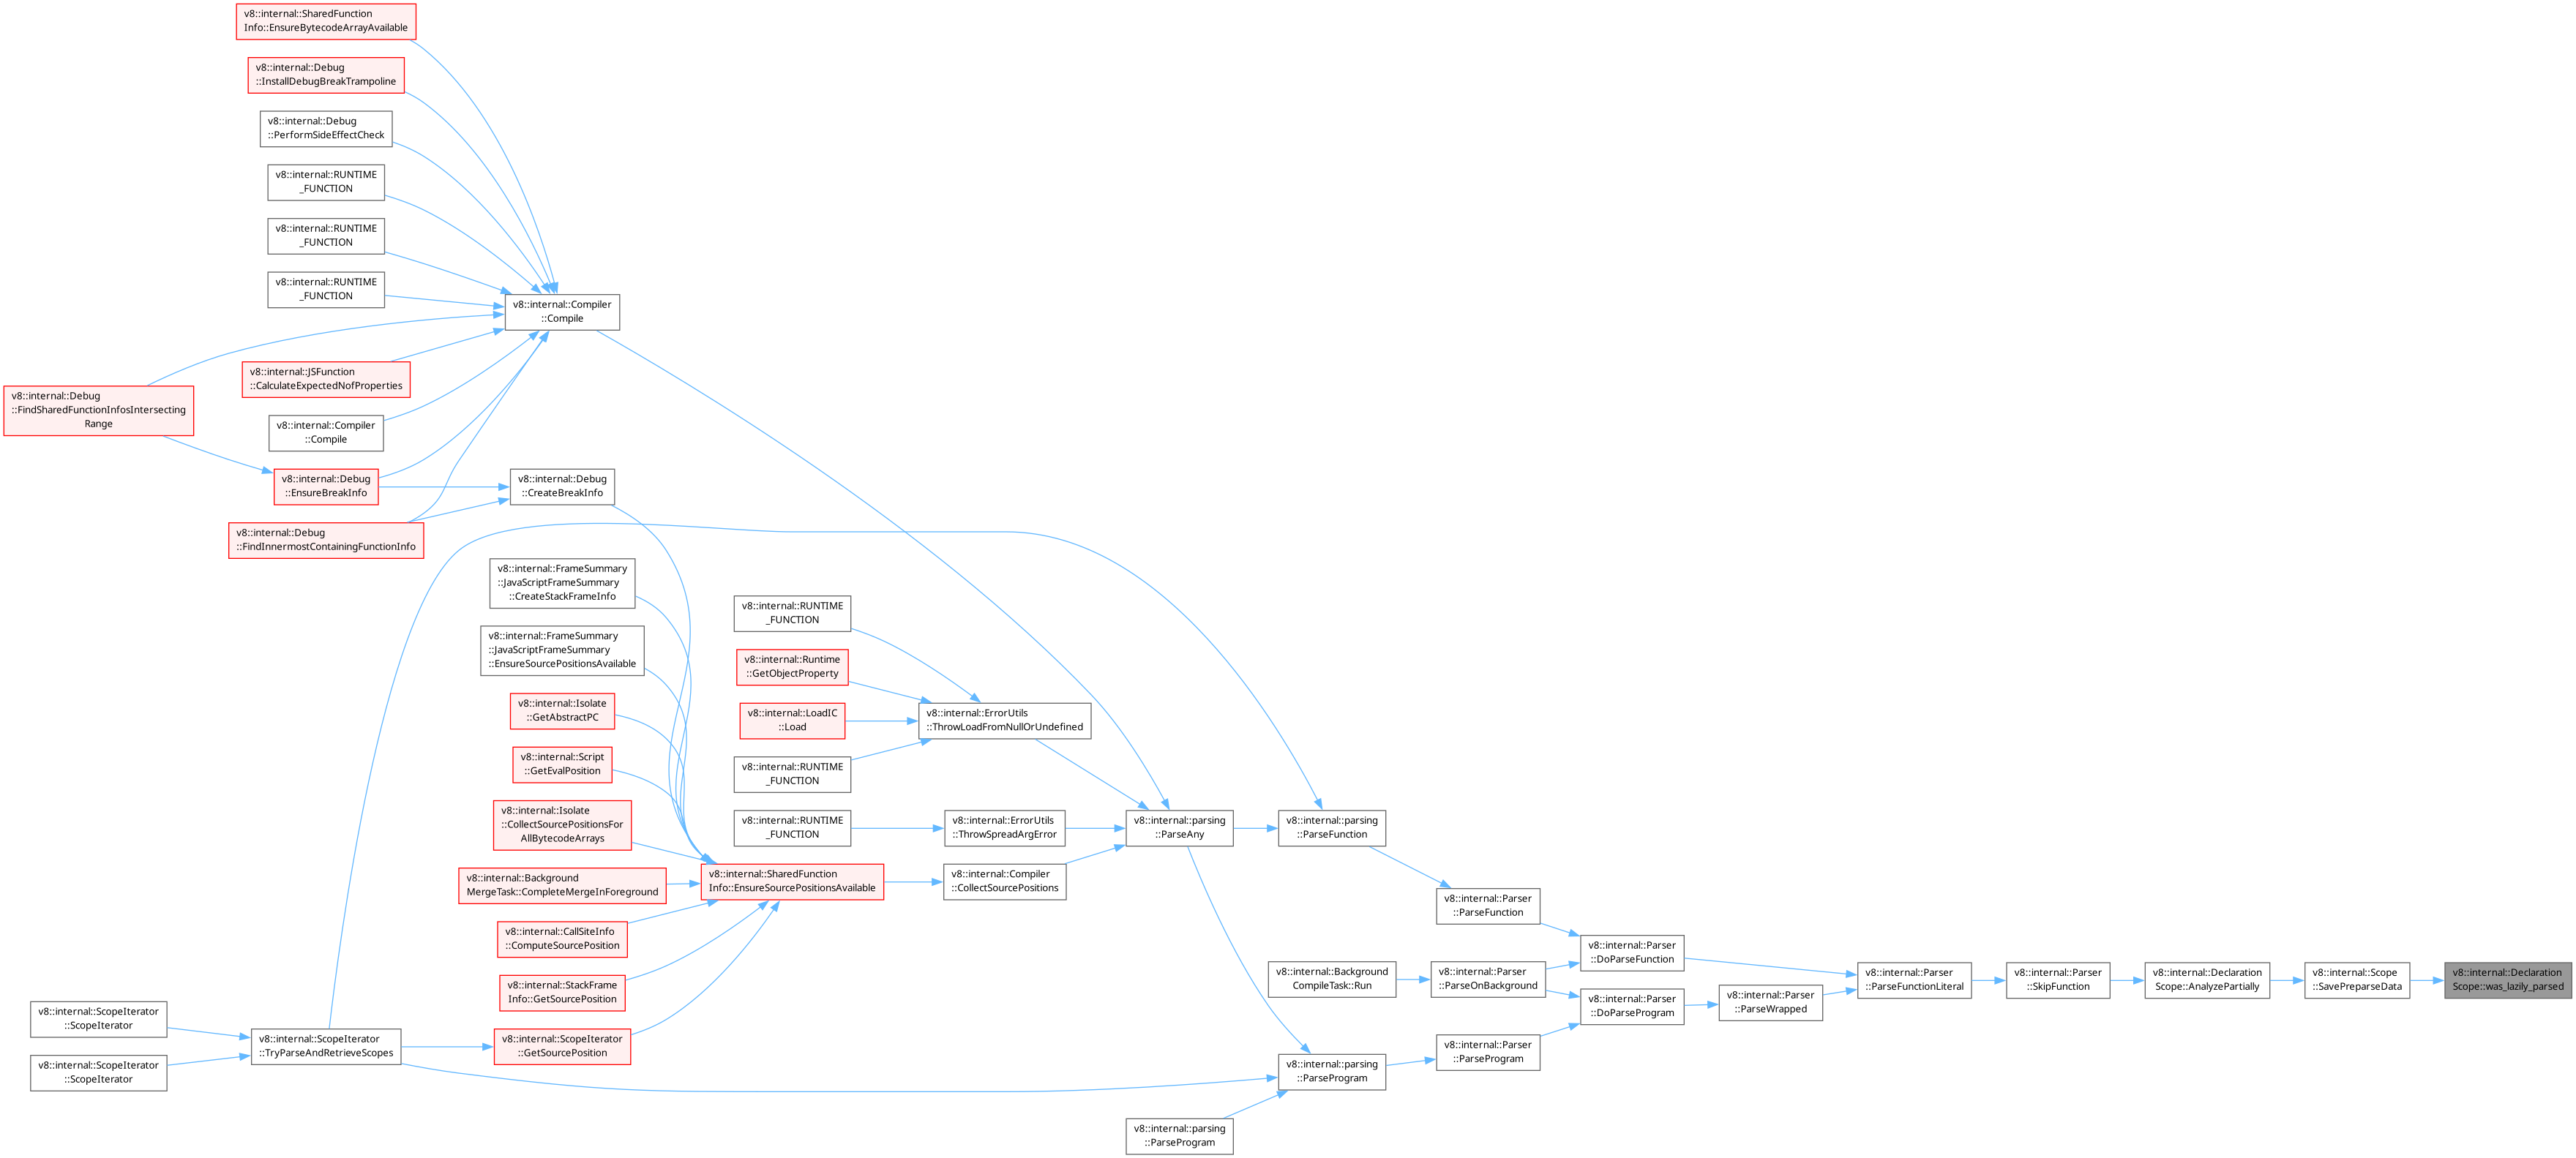 v8::internal::SharedFunction
Info::EnsureBytecodeArrayAvailable
v8::internal::Debug
::InstallDebugBreakTrampoline
v8::internal::Debug
::PerformSideEffectCheck
v8::internal::RUNTIME
_FUNCTION
v8::internal::RUNTIME
_FUNCTION
v8::internal::RUNTIME
_FUNCTION
v8::internal::Compiler
::Compile
v8::internal::JSFunction
::CalculateExpectedNofProperties
v8::internal::Debug
::FindSharedFunctionInfosIntersecting
Range
v8::internal::Compiler
::Compile
v8::internal::Debug
::EnsureBreakInfo
v8::internal::Debug
::CreateBreakInfo
v8::internal::Debug
::FindInnermostContainingFunctionInfo
v8::internal::FrameSummary
::JavaScriptFrameSummary
::CreateStackFrameInfo
v8::internal::FrameSummary
::JavaScriptFrameSummary
::EnsureSourcePositionsAvailable
v8::internal::RUNTIME
_FUNCTION
v8::internal::Runtime
::GetObjectProperty
v8::internal::Isolate
::GetAbstractPC
v8::internal::LoadIC
::Load
v8::internal::ErrorUtils
::ThrowLoadFromNullOrUndefined
v8::internal::Script
::GetEvalPosition
v8::internal::RUNTIME
_FUNCTION
v8::internal::Isolate
::CollectSourcePositionsFor
AllBytecodeArrays
v8::internal::RUNTIME
_FUNCTION
v8::internal::ErrorUtils
::ThrowSpreadArgError
v8::internal::parsing
::ParseAny
v8::internal::parsing
::ParseFunction
v8::internal::Background
MergeTask::CompleteMergeInForeground
v8::internal::SharedFunction
Info::EnsureSourcePositionsAvailable
v8::internal::Compiler
::CollectSourcePositions
v8::internal::Parser
::ParseFunction
v8::internal::CallSiteInfo
::ComputeSourcePosition
v8::internal::Parser
::DoParseFunction
v8::internal::StackFrame
Info::GetSourcePosition
v8::internal::Background
CompileTask::Run
v8::internal::Parser
::ParseOnBackground
v8::internal::Parser
::ParseFunctionLiteral
v8::internal::Parser
::SkipFunction
v8::internal::Declaration
Scope::AnalyzePartially
v8::internal::Scope
::SavePreparseData
v8::internal::Declaration
Scope::was_lazily_parsed
v8::internal::Parser
::DoParseProgram
v8::internal::Parser
::ParseWrapped
v8::internal::ScopeIterator
::ScopeIterator
v8::internal::ScopeIterator
::TryParseAndRetrieveScopes
v8::internal::ScopeIterator
::GetSourcePosition
v8::internal::Parser
::ParseProgram
v8::internal::ScopeIterator
::ScopeIterator
v8::internal::parsing
::ParseProgram
v8::internal::parsing
::ParseProgram